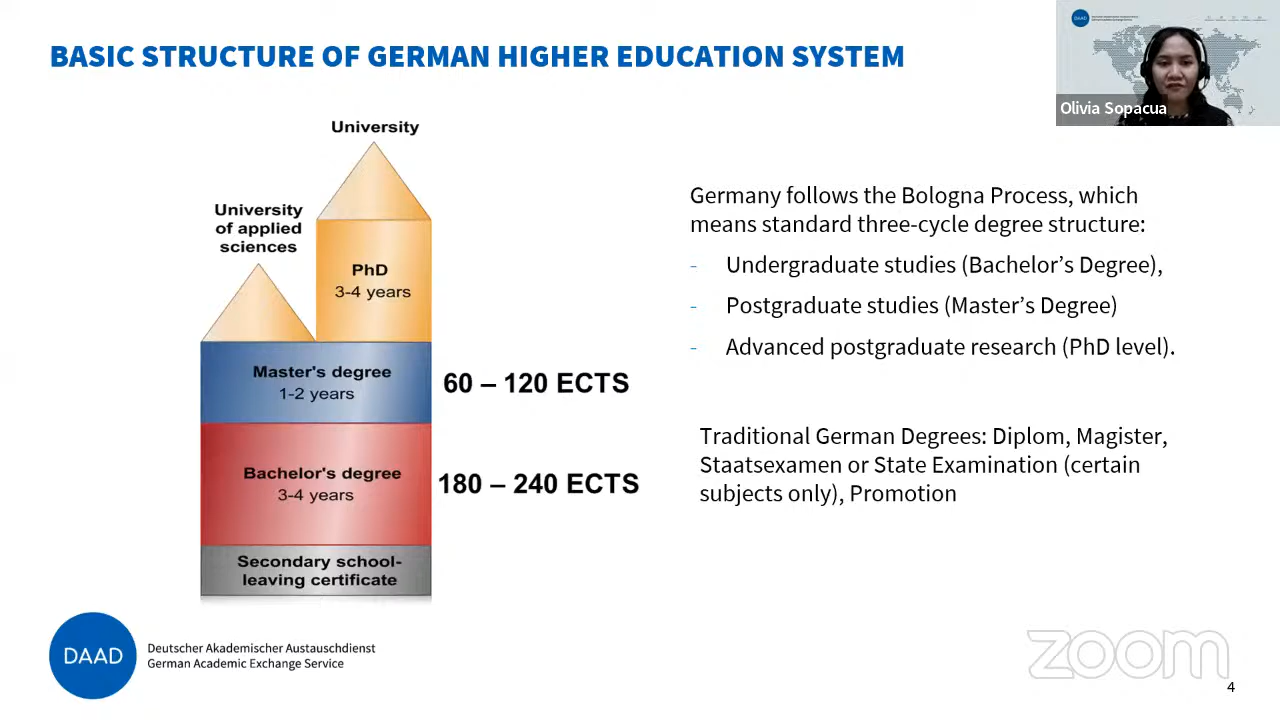 BASIC STRUCTURE OF GERMAN HIGHER EDUCATION SYSTEM
DAAD
Olivia Sopacua
University
University
of applied
sciences
PhD
3-4 years
Master's degree
1-2 years
60 – 120 ECTS
Bachelor's degree
3-4 years
180 – 240 ECTS
Secondary school-
leaving certificate
Germany follows the Bologna Process, which
means standard three-cycle degree structure:
- Undergraduate studies (Bachelor’s Degree),
- Postgraduate studies (Master’s Degree)
- Advanced postgraduate research (PhD level).
Traditional German Degrees: Diplom, Magister,
Staatsexamen or State Examination (certain
subjects only), Promotion
DAAD
Deutscher Akademischer Austauschdienst
German Academic Exchange Service
zoom
4